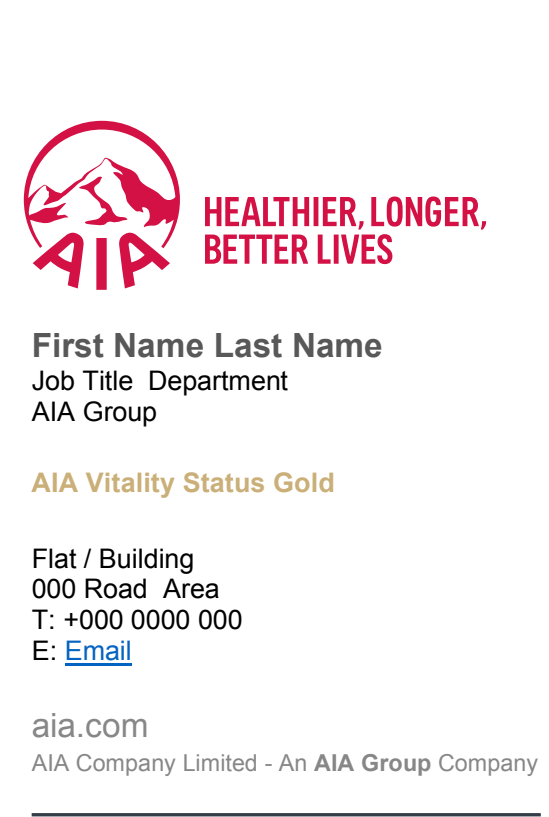 AIA
HEALTHIER, LONGER,
BETTER LIVES
First Name Last Name
Job Title  Department
AIA Group
AIA Vitality Status Gold
Flat / Building
000 Road  Area
T: +000 0000 000
E: Email
aia.com
AIA Company Limited - An AIA Group Company